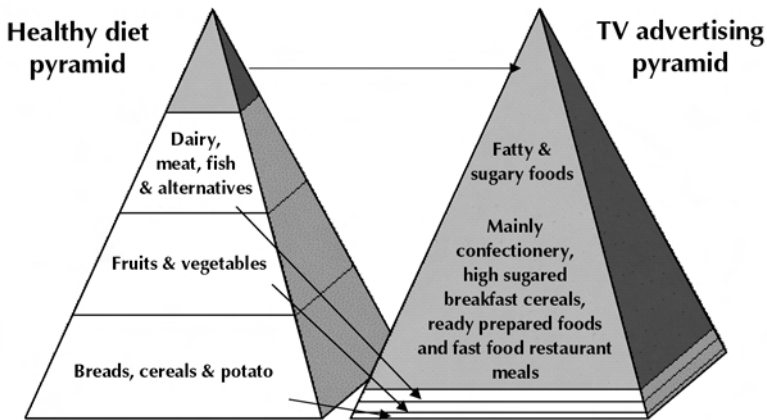 Healthy diet
pyramid
TV advertising
pyramid
Dairy,
meat, fish
& alternatives
Fruits & vegetables
Breads, cereals & potato
Fatty &
sugary foods
Mainly
confectionery,
high sugared
breakfast cereals,
ready prepared foods
and fast food restaurant
meals